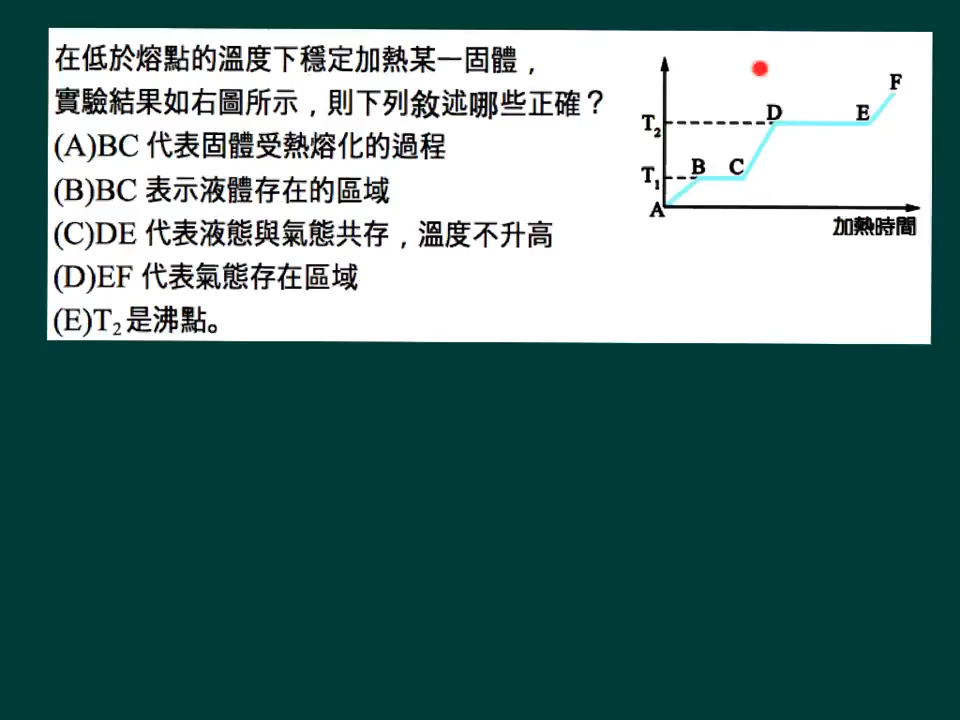 在低於熔點的溫度下穩定加熱某一固體，
實驗結果如右圖所示，則下列敘述哪些正確？
(A)BC 代表固體受熱熔化的過程
(B)BC 表示液體存在的區域
(C)DE 代表液態與氣態共存，溫度不升高
(D)EF 代表氣態存在區域
(E)T₂是沸點。
F
T₂ D E
T₁ B C
A
加熱時間